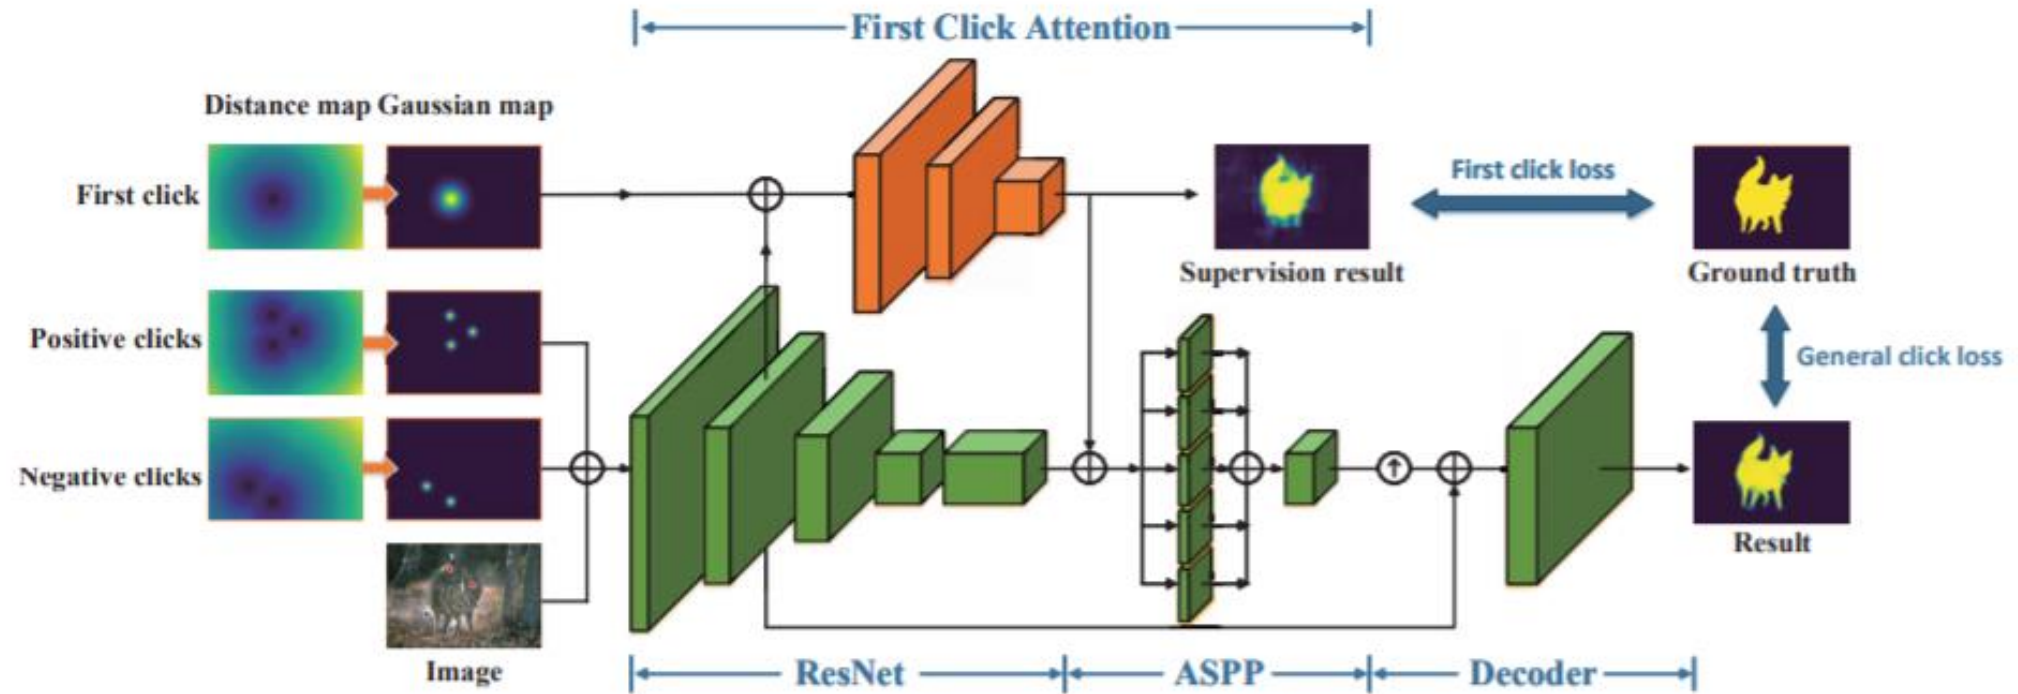 First Click Attention
Distance map Gaussian map
First click
First click loss
Supervision result
Ground truth
Positive clicks
General click loss
Negative clicks
Result
Image
ResNet
ASPP
Decoder